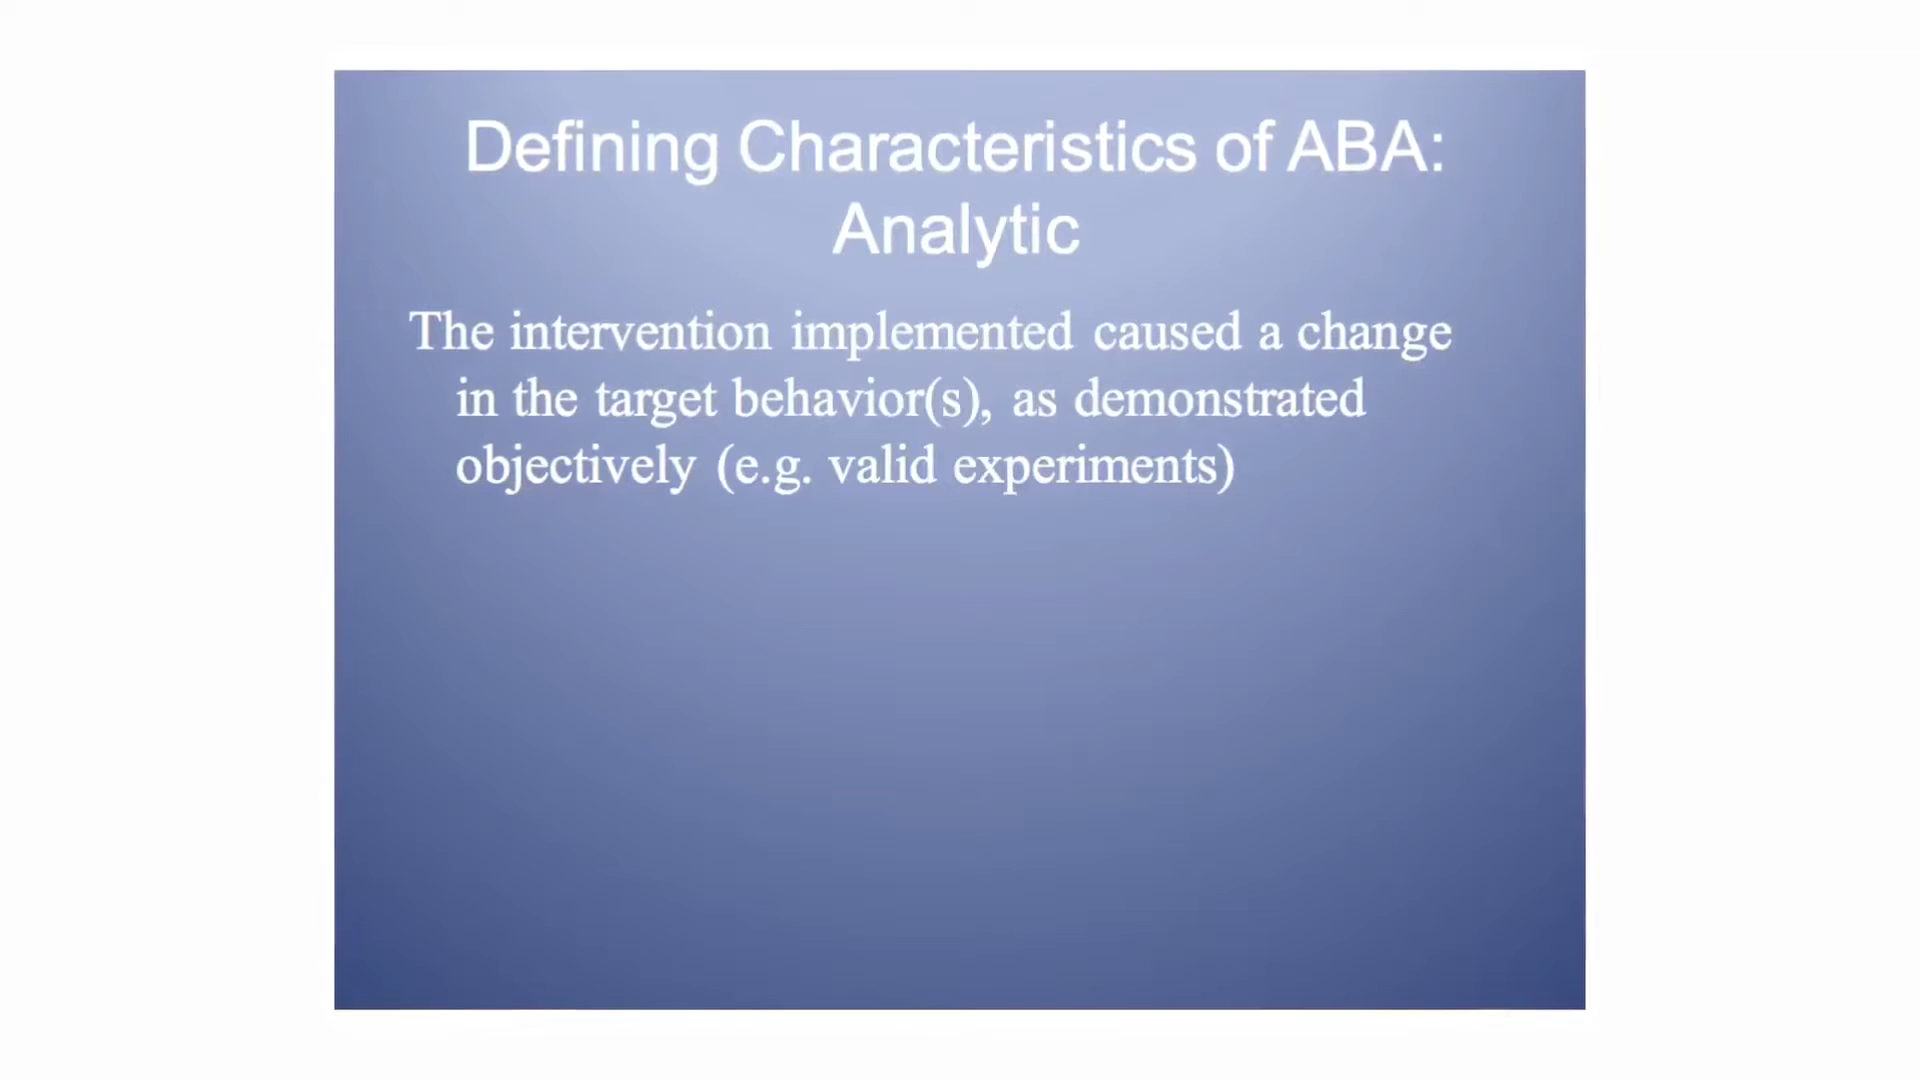 Defining Characteristics of ABA:
Analytic
The intervention implemented caused a change
in the target behavior(s), as demonstrated
objectively (e.g. valid experiments)